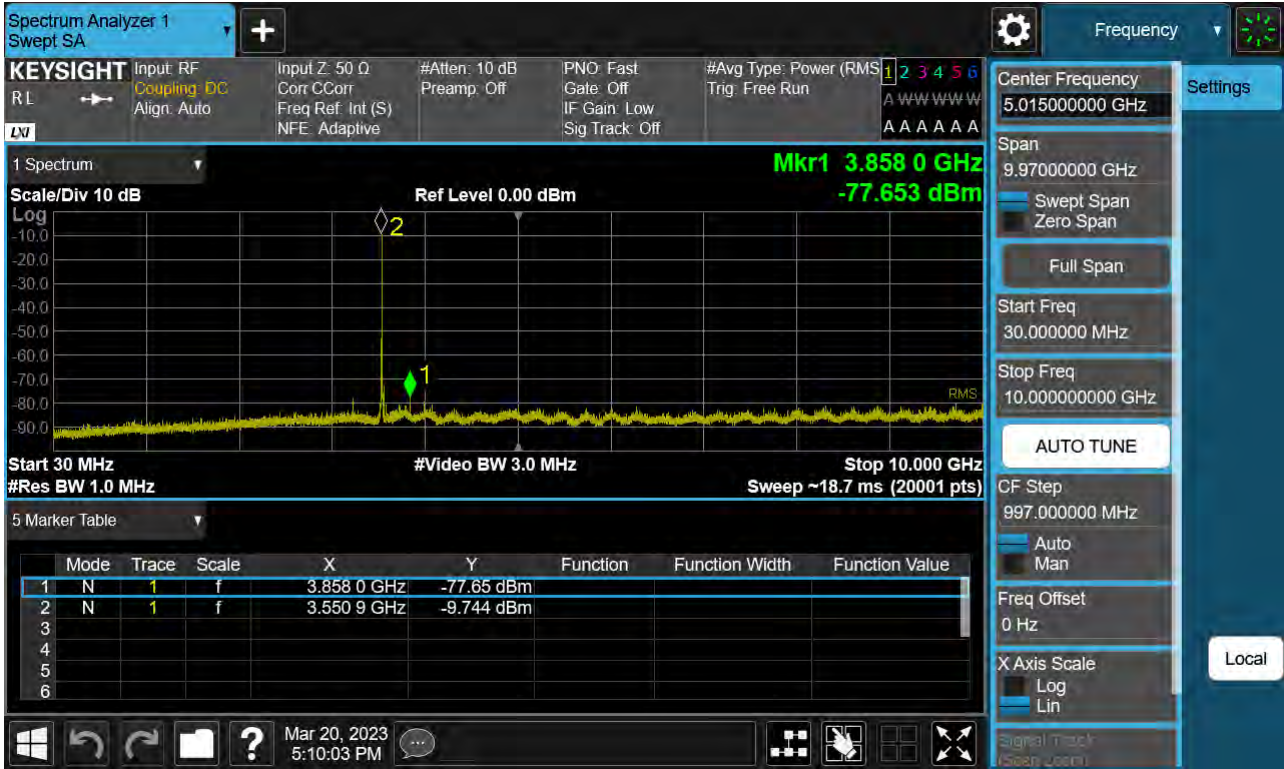 Spectrum Analyzer 1
Swept SA
+
Frequency
KEYSIGHT
RL
LXI
Input: RF
Coupling: DC
Align: Auto
Input Z: 50 Ω
Corr CCorr
Freq Ref: Int (S)
NFE: Adaptive
#Atten: 10 dB
Preamp: Off
PNO: Fast
Gate: Off
IF Gain: Low
Sig Track: Off
#Avg Type: Power (RMS
Trig: Free Run
1 2 3 4 5 6
A W W W W W
A A A A A A
1 Spectrum
Mkr1 3.858 0 GHz
-77.653 dBm
Scale/Div 10 dB
Ref Level 0.00 dBm
Log
-10.0
-20.0
-30.0
-40.0
-50.0
-60.0
-70.0
-80.0
-90.0
2
1
RMS
Start 30 MHz
#Video BW 3.0 MHz
Stop 10.000 GHz
#Res BW 1.0 MHz
Sweep ~18.7 ms (20001 pts)
5 Marker Table
Mode Trace Scale X Y Function Function Width Function Value
1 N 1 f 3.858 0 GHz -77.65 dBm
2 N 1 f 3.550 9 GHz -9.744 dBm
3
4
5
6
Center Frequency
5.015000000 GHz
Span
9.97000000 GHz
Swept Span
Zero Span
Full Span
Start Freq
30.000000 MHz
Stop Freq
10.000000000 GHz
AUTO TUNE
CF Step
997.000000 MHz
Auto
Man
Freq Offset
0 Hz
X Axis Scale
Log
Lin
Signal Track
(Span Zoom)
Settings
Local
?
Mar 20, 2023
5:10:03 PM